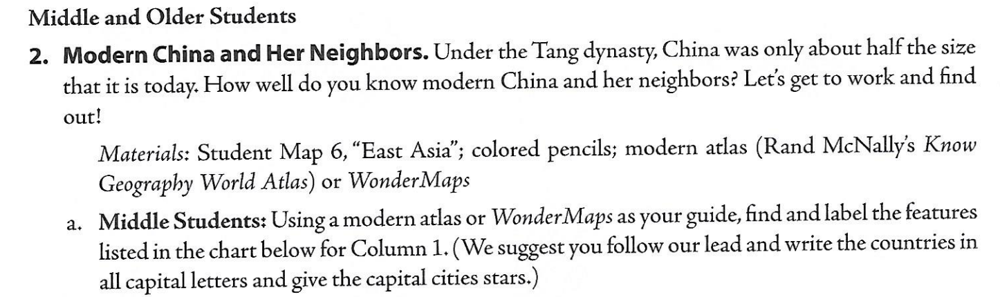 Middle and Older Students
2. Modern China and Her Neighbors. Under the Tang dynasty, China was only about half the size
that it is today. How well do you know modern China and her neighbors? Let's get to work and find
out!
Materials: Student Map 6, “East Asia”; colored pencils; modern atlas (Rand McNally's Know
Geography World Atlas) or WonderMaps
a. Middle Students: Using a modern atlas or WonderMaps as your guide, find and label the features
listed in the chart below for Column 1. (We suggest you follow our lead and write the countries in
all capital letters and give the capital cities stars.)